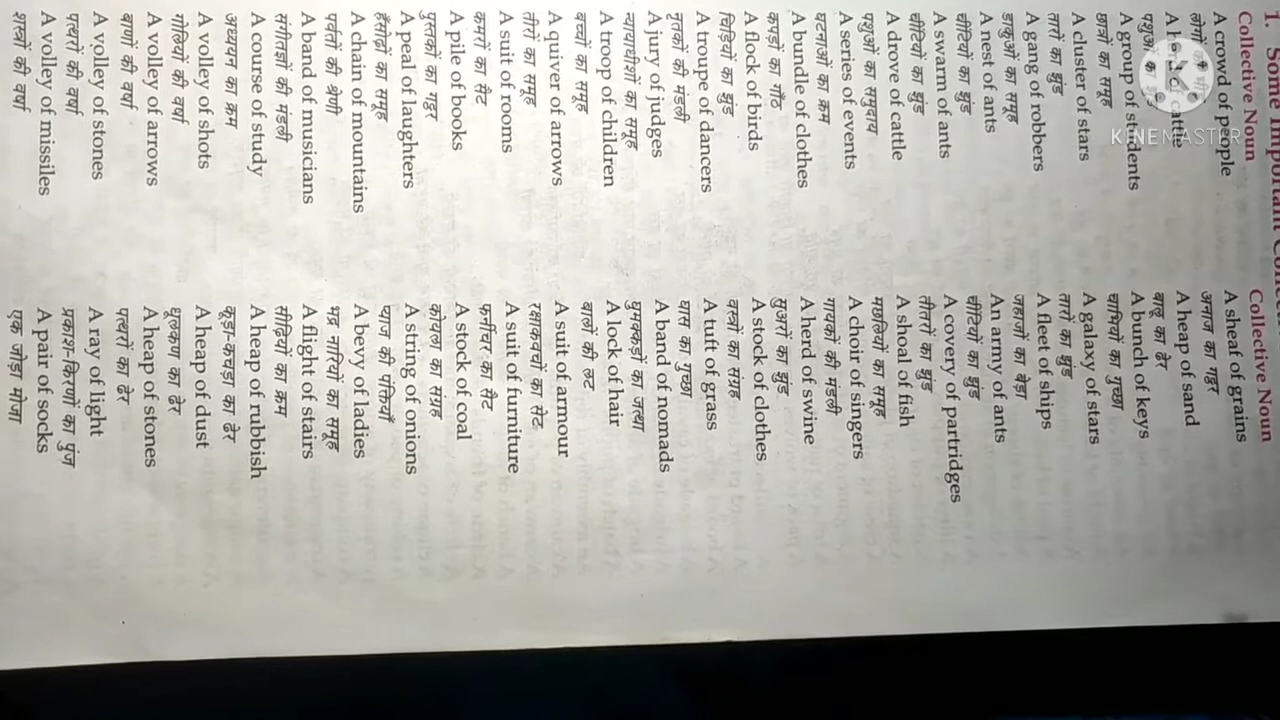 1. Some Important
Collective Noun
A crowd of people
लोगों की
A herd of cattle
पशुओं का झुंड
A group of students
छात्रों का समूह
A cluster of stars
तारों का झुंड
A gang of robbers
डाकुओं का समूह
A nest of ants
चींटियों का झुंड
A swarm of ants
चींटियों का झुंड
A drove of cattle
पशुओं का समुदाय
A series of events
घटनाओं का क्रम
A bundle of clothes
कपड़ों का गाँठ
A flock of birds
चिड़ियों का झुंड
A troupe of dancers
नृतकों की मंडली
A jury of judges
न्यायाधीशों का समूह
A troop of children
बच्चों का समूह
A quiver of arrows
तीरों का समूह
A suit of rooms
कमरों का सैट
A pile of books
पुस्तकों का गट्ठर
A peal of laughters
हँसोढ़ों का समूह
A chain of mountains
पर्वतों की श्रेणी
A band of musicians
संगीतज्ञों की मंडली
A course of study
अध्ययन का क्रम
A volley of shots
गोलियों की वर्षा
A volley of arrows
बाणों की वर्षा
A volley of stones
पत्थरों की वर्षा
A volley of missiles
शस्त्रों की वर्षा
Collective Noun
A sheaf of grains
अनाज का गट्ठर
A heap of sand
बालू का ढेर
A bunch of keys
चाभियों का गुच्छा
A galaxy of stars
तारों का झुंड
A fleet of ships
जहाजों का बेड़ा
An army of ants
चींटियों का झुंड
A covery of partridges
तीतरों का झुंड
A shoal of fish
मछलियों का समूह
A choir of singers
गायकों की मंडली
A herd of swine
सुअरों का झुंड
A stock of clothes
वस्त्रों का संग्रह
A tuft of grass
घास का गुच्छा
A band of nomads
घुमक्कड़ों का जत्था
A lock of hair
बालों की लट
A suit of armour
रक्षाकवचों का सेट
A suit of furniture
फर्नीचर का सैट
A stock of coal
कोयला का संग्रह
A string of onions
प्याज की पंक्तियाँ
A bevy of ladies
भद्र नारियों का समूह
A flight of stairs
सीढ़ियों का क्रम
A heap of rubbish
कूड़ा-कचड़ा का ढेर
A heap of dust
धूलकण का ढेर
A heap of stones
पत्थरों का ढेर
A ray of light
प्रकाश-किरणों का पुंज
A pair of socks
एक जोड़ा मोजा
KINEMASTER